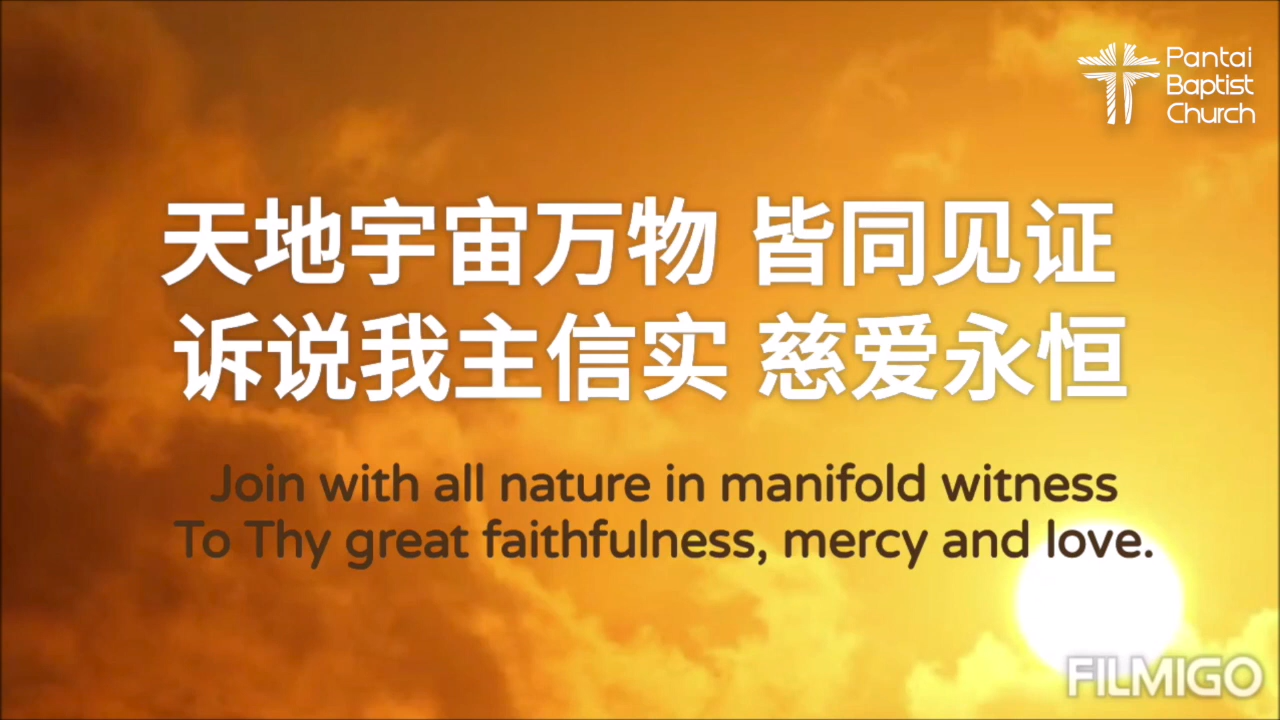 Pantai
Baptist
Church
天地宇宙万物 皆同见证
诉说我主信实 慈爱永恒
Join with all nature in manifold witness
To Thy great faithfulness, mercy and love.
FILMIGO